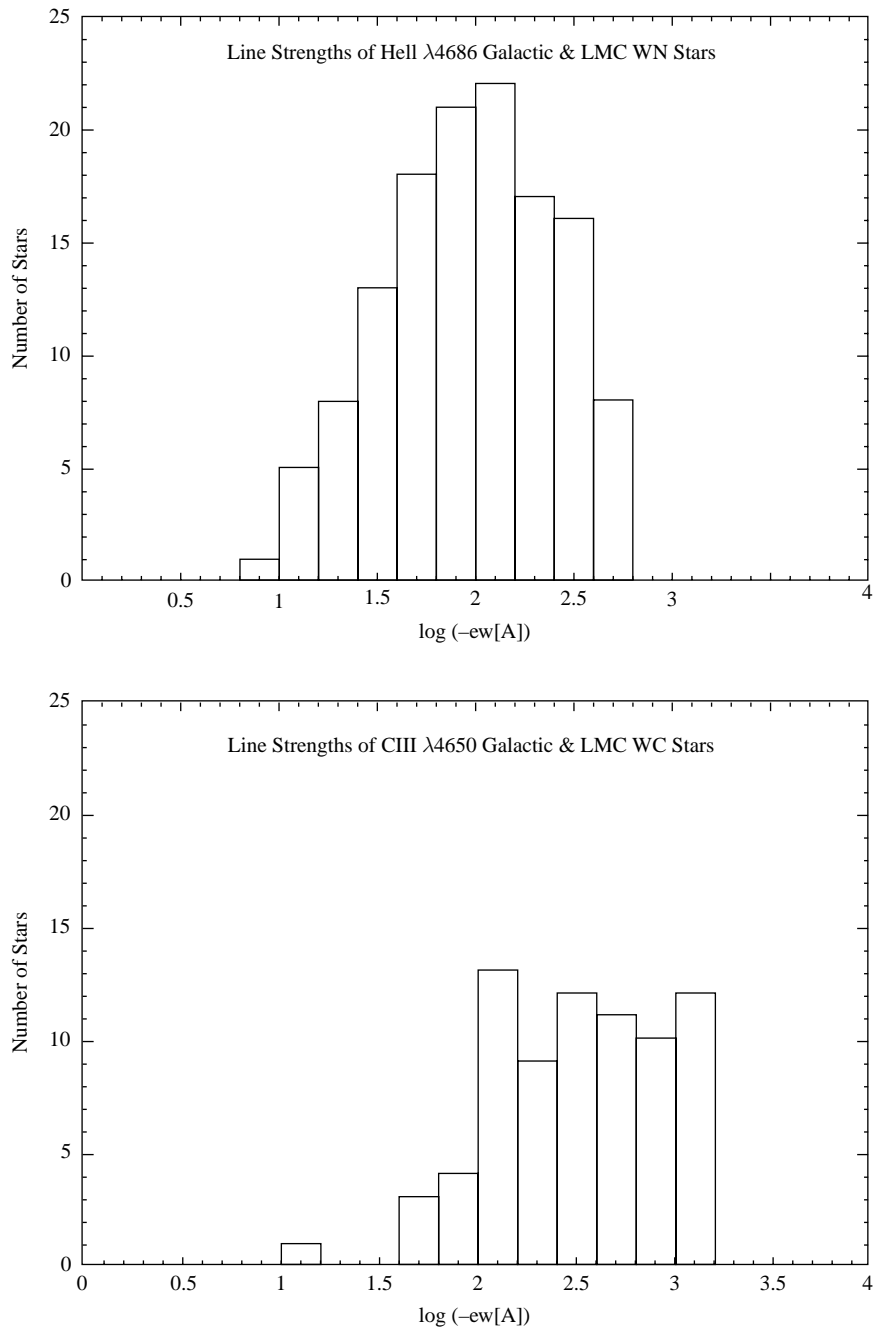 25
Line Strengths of Hell λ4686 Galactic & LMC WN Stars
20
15
Number of Stars
10
5
0
0.5 1 1.5 2 2.5 3 4
log (–ew[A])
25
Line Strengths of CIII λ4650 Galactic & LMC WC Stars
20
15
Number of Stars
10
5
0
0 0.5 1 1.5 2 2.5 3 3.5 4
log (–ew[A])